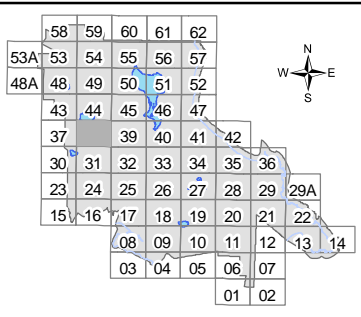 58 59 60 61 62
N
53A 53 54 55 56 57
W E
48A 48 49 50 51 52
S
43 44 45 46 47
37 39 40 41 42
30 31 32 33 34 35 36
23 24 25 26 27 28 29 29A
15 16 17 18 19 20 21 22
08 09 10 11 12 13 14
03 04 05 06 07
01 02